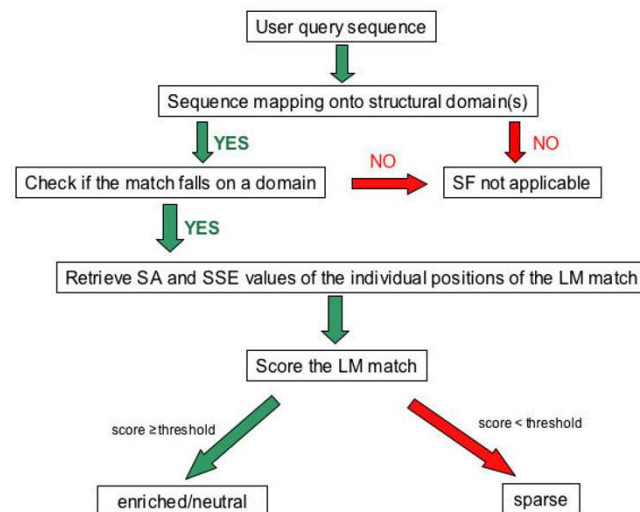 User query sequence
Sequence mapping onto structural domain(s)
YES
NO
Check if the match falls on a domain
NO
SF not applicable
YES
Retrieve SA and SSE values of the individual positions of the LM match
Score the LM match
score ≥ threshold
score < threshold
enriched/neutral
sparse